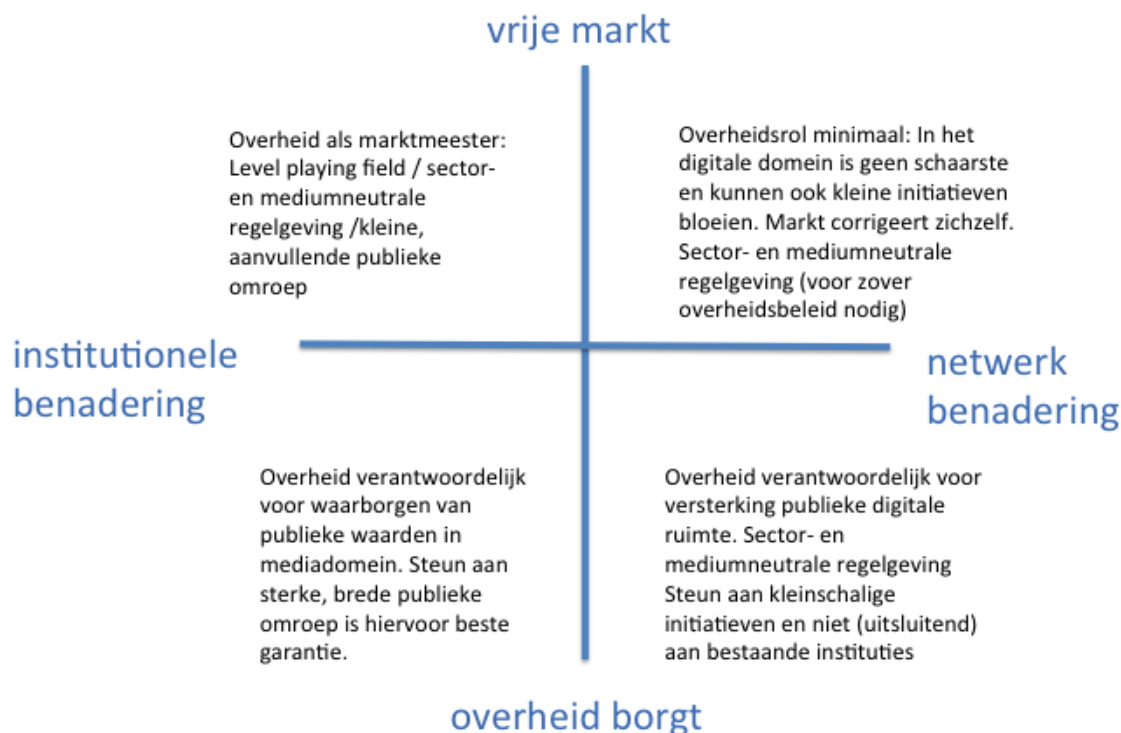 vrije markt
Overheid als marktmeester:
Level playing field / sector-
en mediumneutrale
regelgeving /kleine,
aanvullende publieke
omroep
Overheidsrol minimaal: In het
digitale domein is geen schaarste
en kunnen ook kleine initiatieven
bloeien. Markt corrigeert zichzelf.
Sector- en mediumneutrale
regelgeving (voor zover
overheidsbeleid nodig)
institutionele
benadering
netwerk
benadering
Overheid verantwoordelijk
voor waarborgen van
publieke waarden in
mediadomein. Steun aan
sterke, brede publieke
omroep is hiervoor beste
garantie.
Overheid verantwoordelijk voor
versterking publieke digitale
ruimte. Sector- en
mediumneutrale regelgeving
Steun aan kleinschalige
initiatieven en niet (uitsluitend)
aan bestaande instituties
overheid borgt